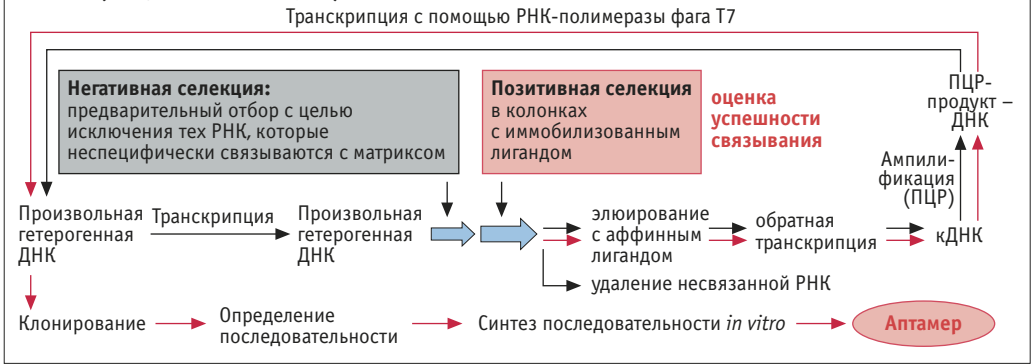 Транскрипция с помощью РНК-полимеразы фага Т7
Негативная селекция:
предварительный отбор с целью
исключения тех РНК, которые
неспецифически связываются с матриксом
Позитивная селекция
в колонках
с иммобилизованным
лигандом
оценка
успешности
связывания
ПЦР-
продукт –
ДНК
Ампили-
фикация
(ПЦР)
Произвольная
гетерогенная
ДНК
Транскрипция
Произвольная
гетерогенная
ДНК
элюирование
с аффинным
лигандом
обратная
транскрипция
кДНК
удаление несвязанной РНК
Клонирование
Определение
последовательности
Синтез последовательности in vitro
Аптамер